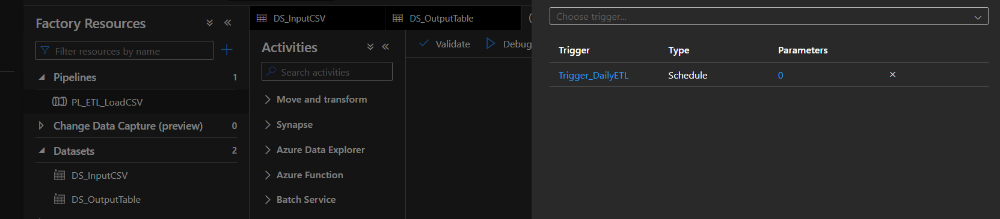 Factory Resources
Filter resources by name
Pipelines 1
PL_ETL_LoadCSV
Change Data Capture (preview) 0
Datasets 2
DS_InputCSV
DS_OutputTable
DS_InputCSV
DS_OutputTable
Activities
Search activities
Move and transform
Synapse
Azure Data Explorer
Azure Function
Batch Service
Validate
Debug
Choose trigger...
Trigger Type Parameters
Trigger_DailyETL Schedule 0